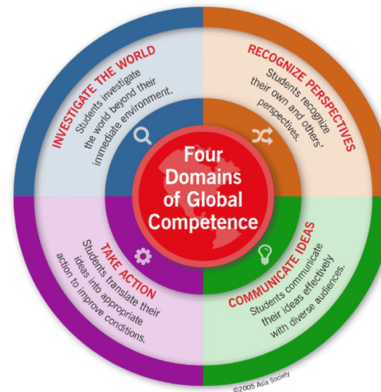 INVESTIGATE THE WORLD
Students investigate
the world beyond their
immediate environment.
RECOGNIZE PERSPECTIVES
Students recognize
their own and others'
perspectives.
Four
Domains
of Global
Competence
TAKE ACTION
Students translate their
ideas into appropriate
action to improve conditions.
COMMUNICATE IDEAS
Students communicate
their ideas effectively
with diverse audiences.
©2005 Asia Society